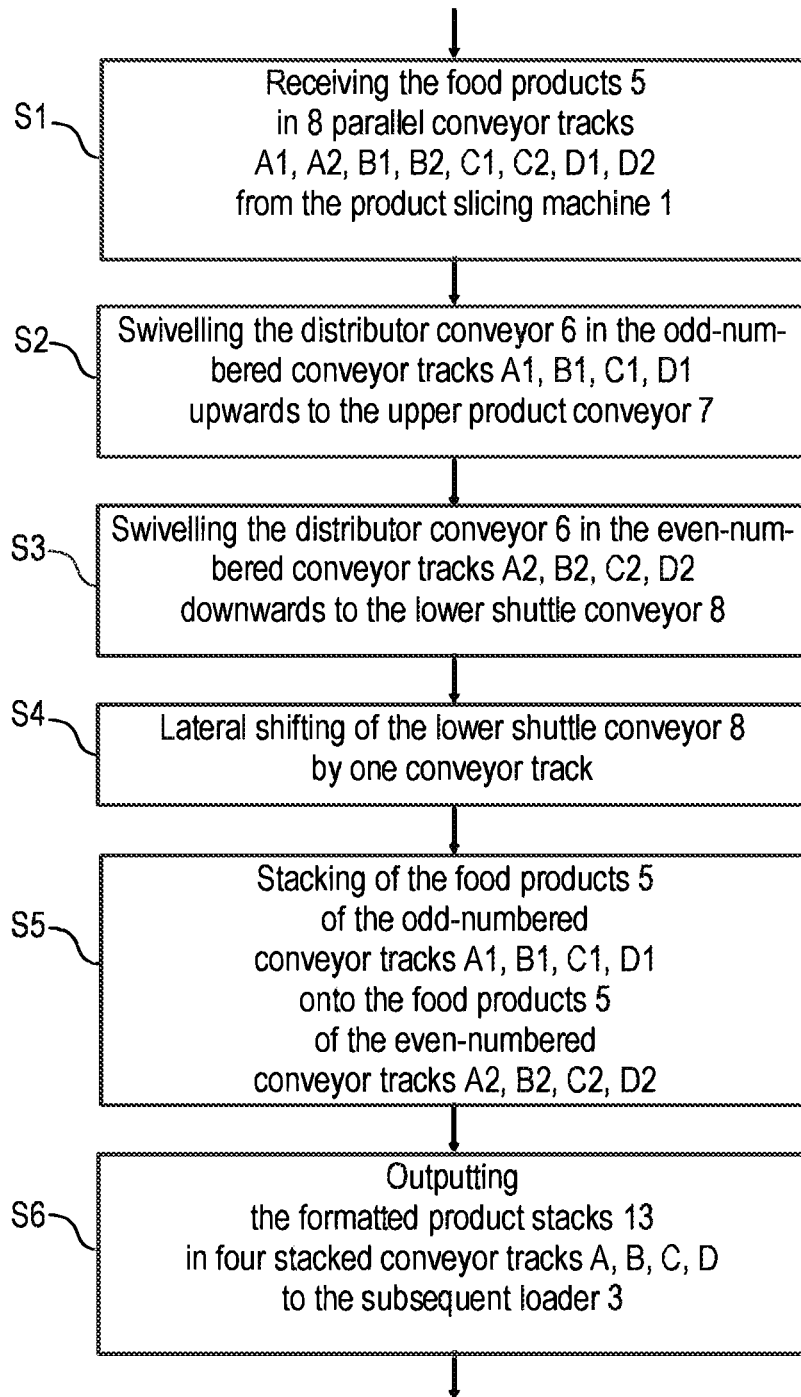 S1
Receiving the food products 5
in 8 parallel conveyor tracks
A1, A2, B1, B2, C1, C2, D1, D2
from the product slicing machine 1
S2
Swivelling the distributor conveyor 6 in the odd-num-
bered conveyor tracks A1, B1, C1, D1
upwards to the upper product conveyor 7
S3
Swivelling the distributor conveyor 6 in the even-num-
bered conveyor tracks A2, B2, C2, D2
downwards to the lower shuttle conveyor 8
S4
Lateral shifting of the lower shuttle conveyor 8
by one conveyor track
S5
Stacking of the food products 5
of the odd-numbered
conveyor tracks A1, B1, C1, D1
onto the food products 5
of the even-numbered
conveyor tracks A2, B2, C2, D2
S6
Outputting
the formatted product stacks 13
in four stacked conveyor tracks A, B, C, D
to the subsequent loader 3